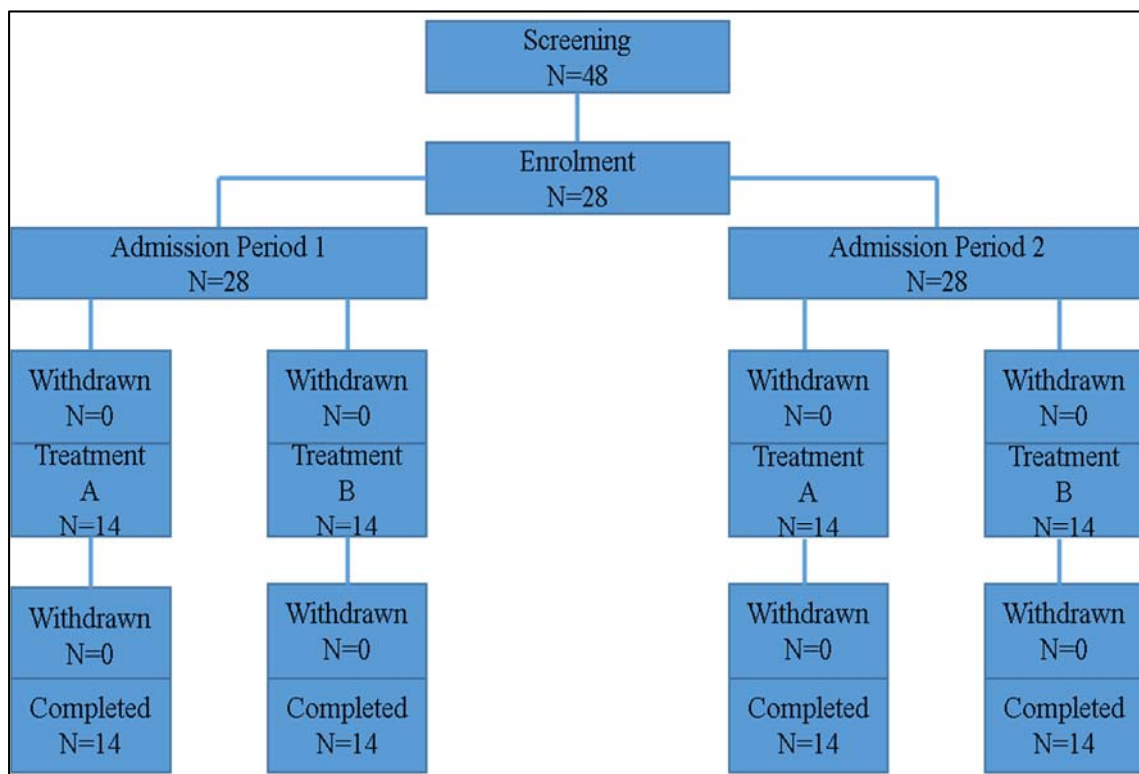 Screening
N=48
Enrolment
N=28
Admission Period 1
N=28
Admission Period 2
N=28
Withdrawn
N=0
Treatment
A
N=14
Withdrawn
N=0
Treatment
B
N=14
Withdrawn
N=0
Treatment
A
N=14
Withdrawn
N=0
Treatment
B
N=14
Withdrawn
N=0
Completed
N=14
Withdrawn
N=0
Completed
N=14
Withdrawn
N=0
Completed
N=14
Withdrawn
N=0
Completed
N=14